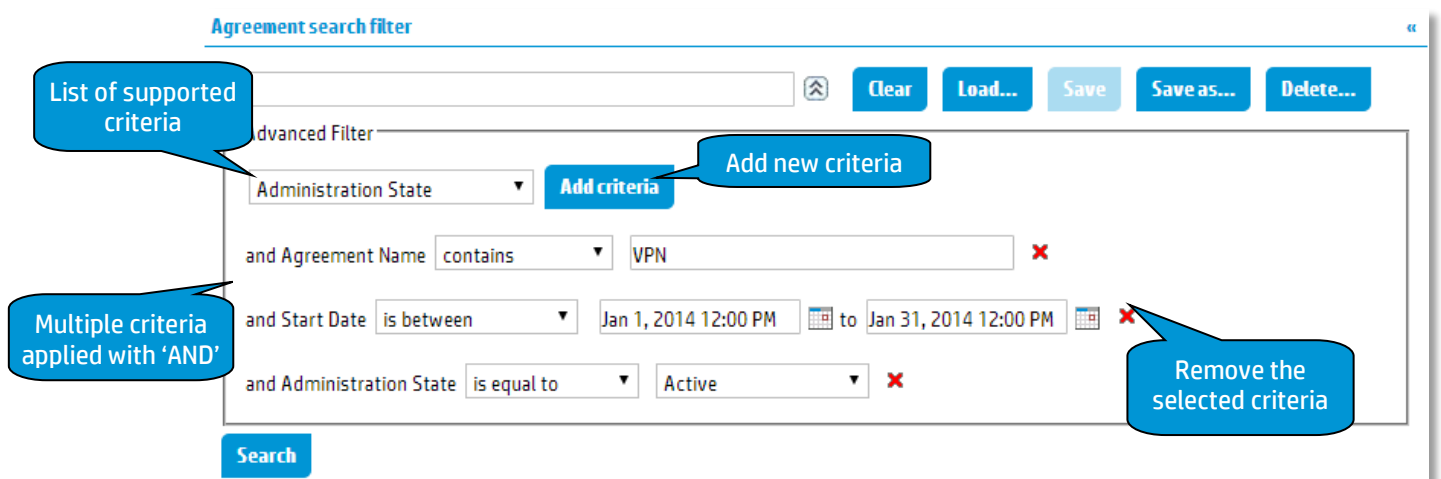 Agreement search filter «
List of supported
criteria
Clear Load... Save Save as... Delete...
Advanced Filter
Administration State Add criteria
Add new criteria
and Agreement Name contains VPN
Multiple criteria
applied with ‘AND’
and Start Date is between Jan 1, 2014 12:00 PM to Jan 31, 2014 12:00 PM
Remove the
selected criteria
and Administration State is equal to Active
Search